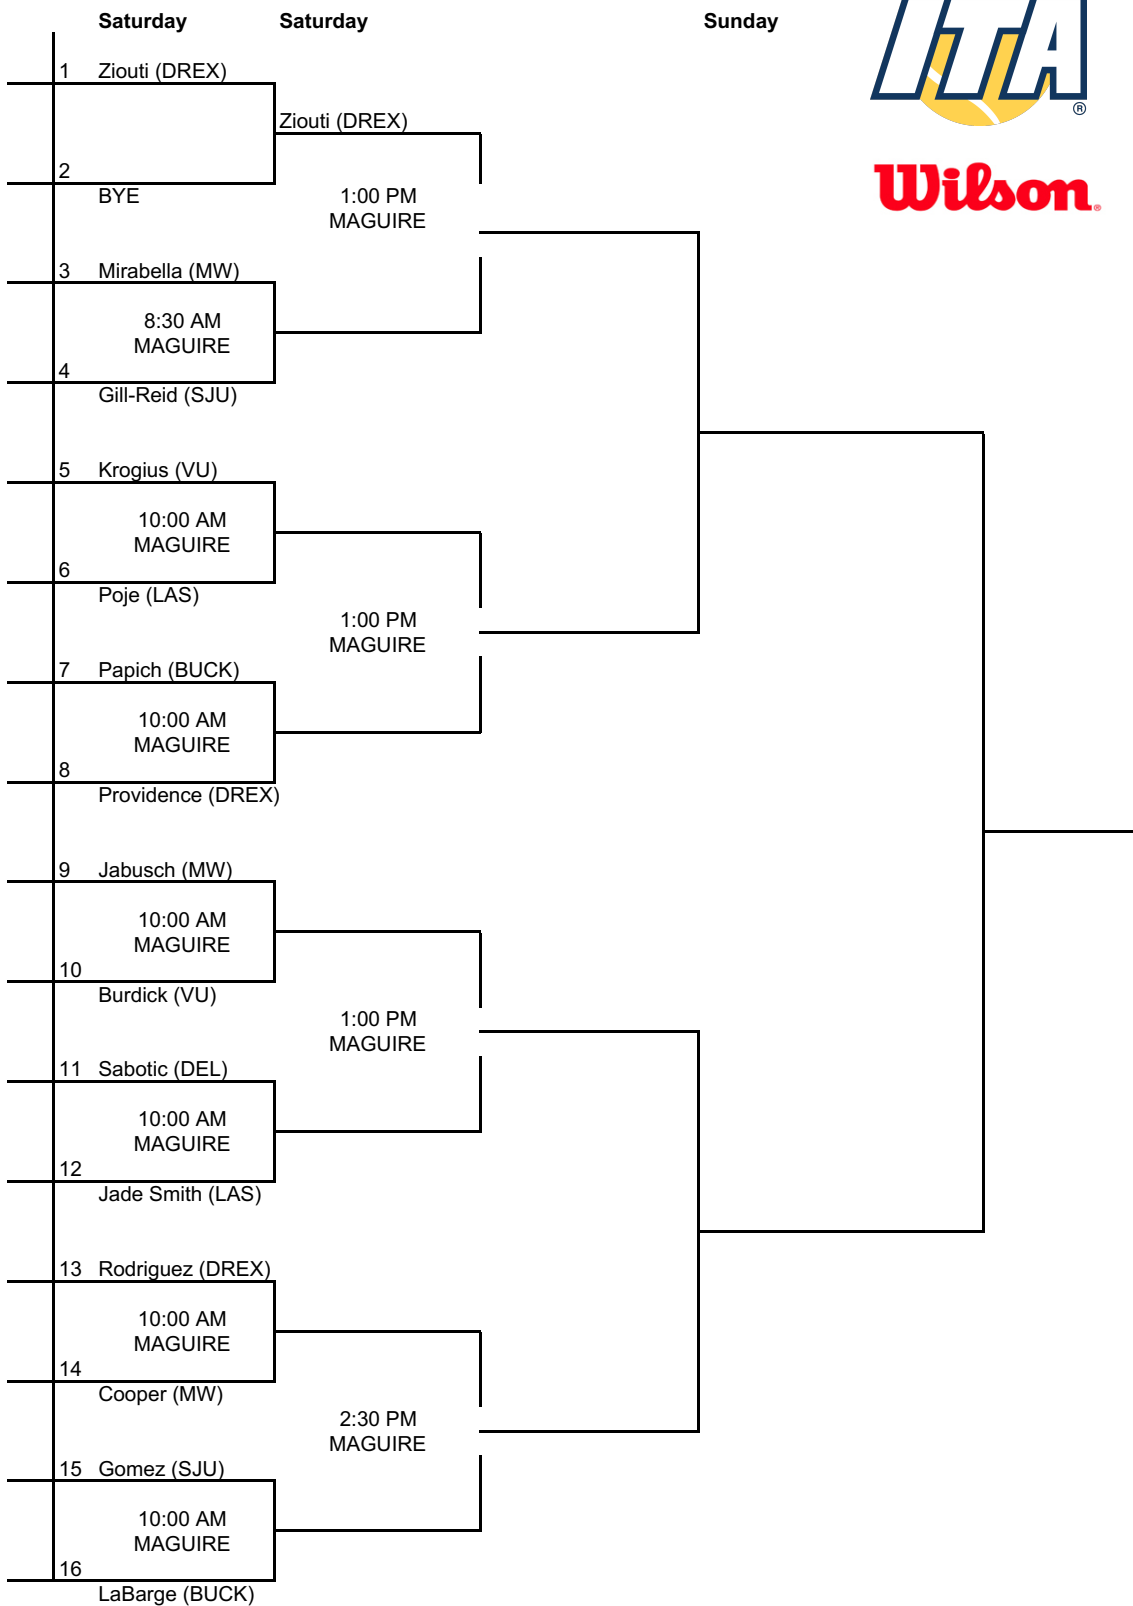 Saturday Saturday Sunday
ITA
®
Wilson.
1 Ziouti (DREX)
Ziouti (DREX)
2
BYE
1:00 PM
MAGUIRE
3 Mirabella (MW)
8:30 AM
MAGUIRE
4
Gill-Reid (SJU)
5 Krogius (VU)
10:00 AM
MAGUIRE
6
Poje (LAS)
1:00 PM
MAGUIRE
7 Papich (BUCK)
10:00 AM
MAGUIRE
8
Providence (DREX)
9 Jabusch (MW)
10:00 AM
MAGUIRE
10
Burdick (VU)
1:00 PM
MAGUIRE
11 Sabotic (DEL)
10:00 AM
MAGUIRE
12
Jade Smith (LAS)
13 Rodriguez (DREX)
10:00 AM
MAGUIRE
14
Cooper (MW)
2:30 PM
MAGUIRE
15 Gomez (SJU)
10:00 AM
MAGUIRE
16
LaBarge (BUCK)